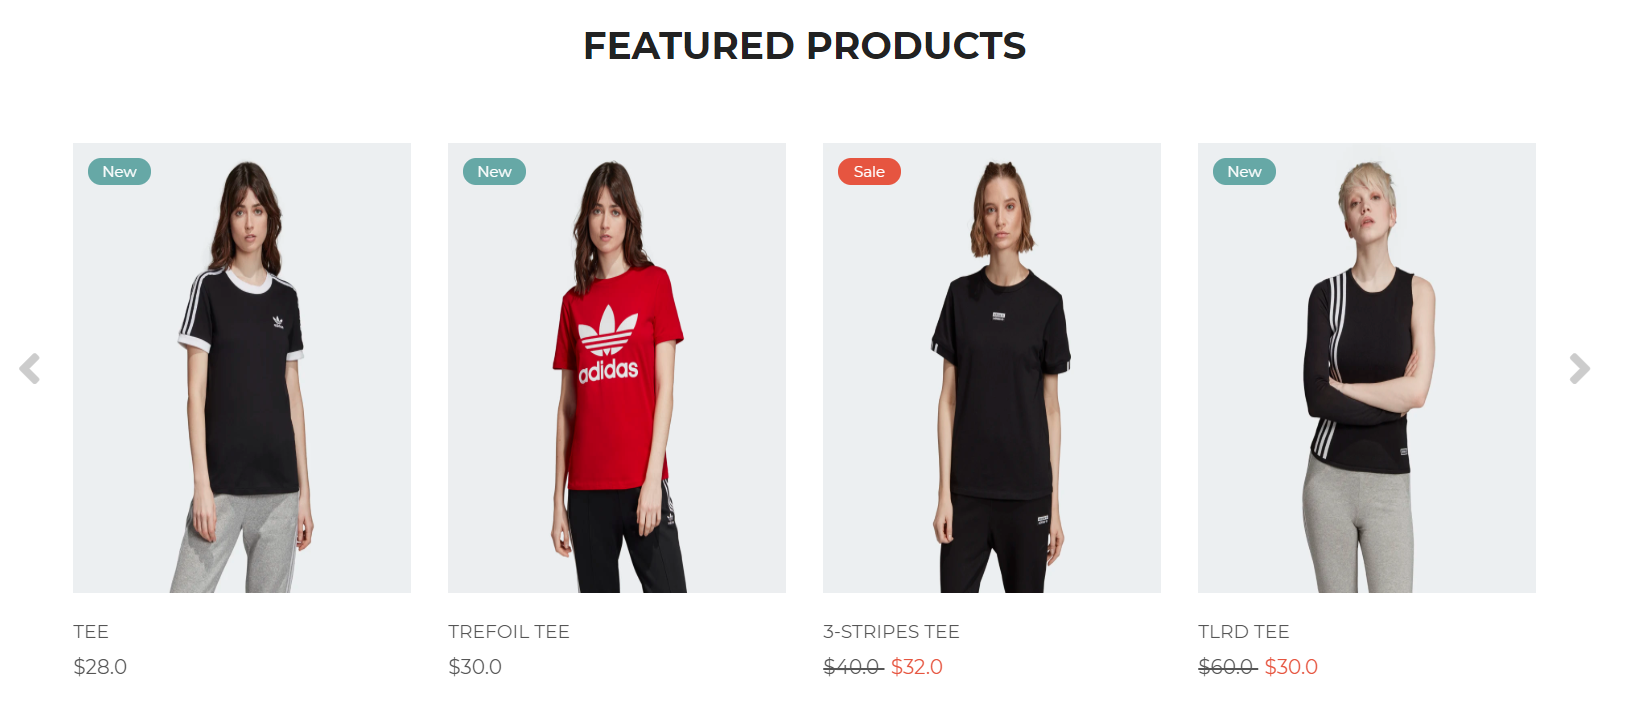 FEATURED PRODUCTS
New
New
Sale
New
adidas
TEE
TREFOIL TEE
3-STRIPES TEE
TLRD TEE
$28.0
$30.0
$40.0 $32.0
$60.0 $30.0